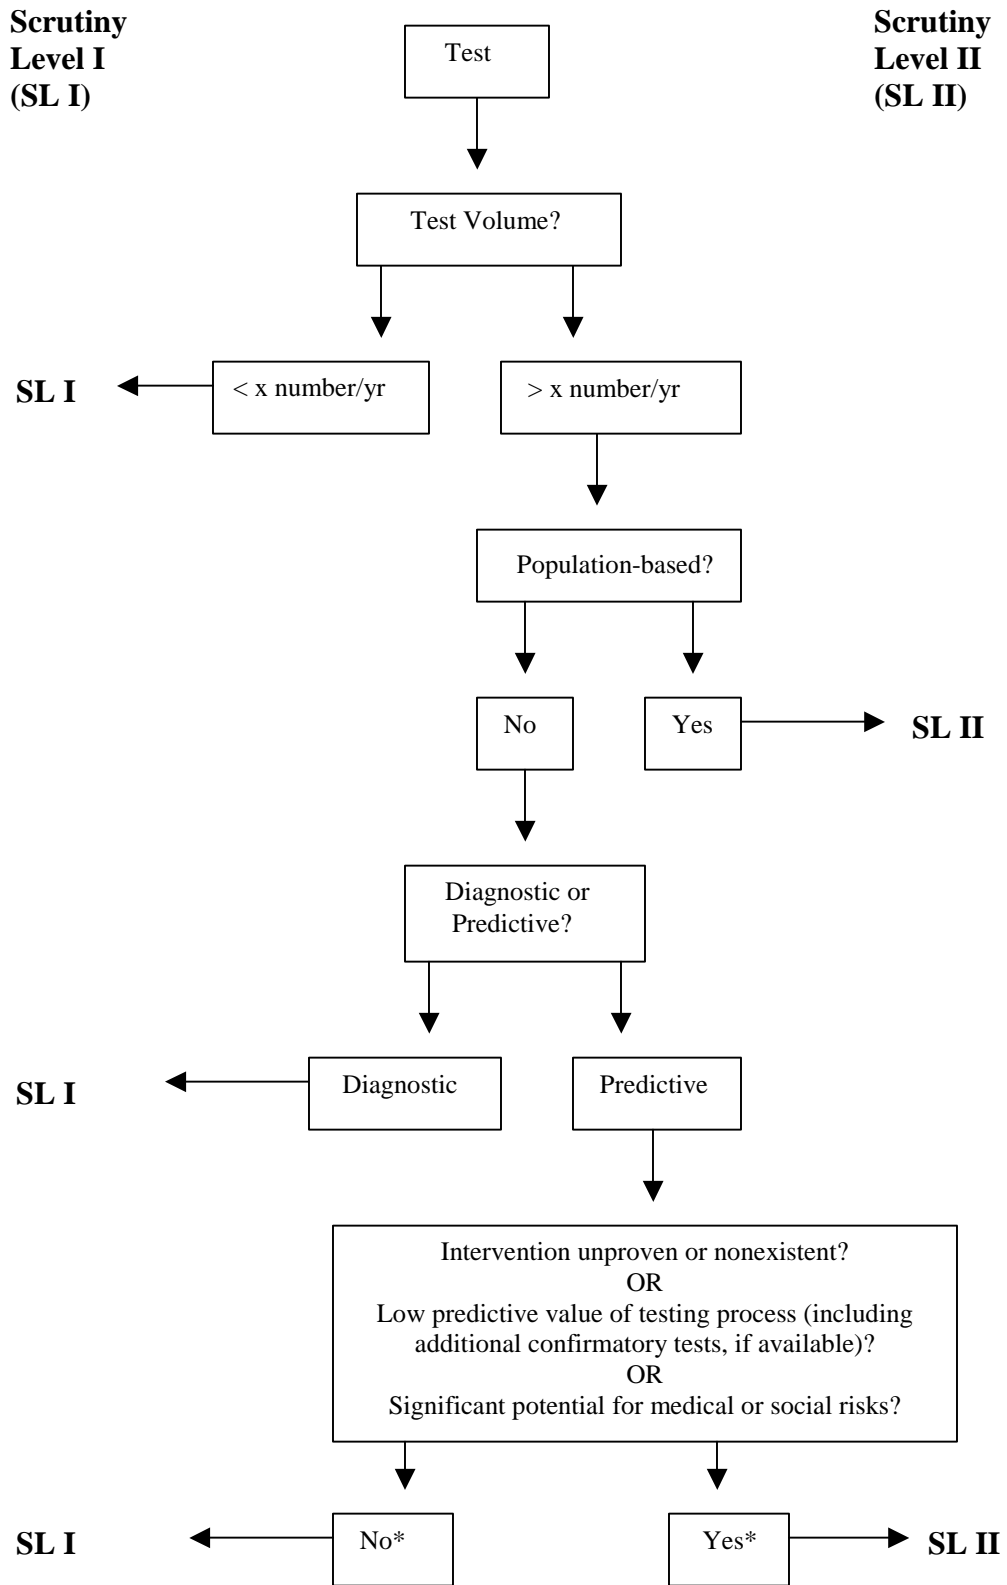 Scrutiny
Level I
(SL I)
Test
Scrutiny
Level II
(SL II)
Test Volume?
SL I
< x number/yr
> x number/yr
Population-based?
No
Yes
SL II
Diagnostic or
Predictive?
SL I
Diagnostic
Predictive
Intervention unproven or nonexistent?
OR
Low predictive value of testing process (including
additional confirmatory tests, if available)?
OR
Significant potential for medical or social risks?
SL I
No*
Yes*
SL II